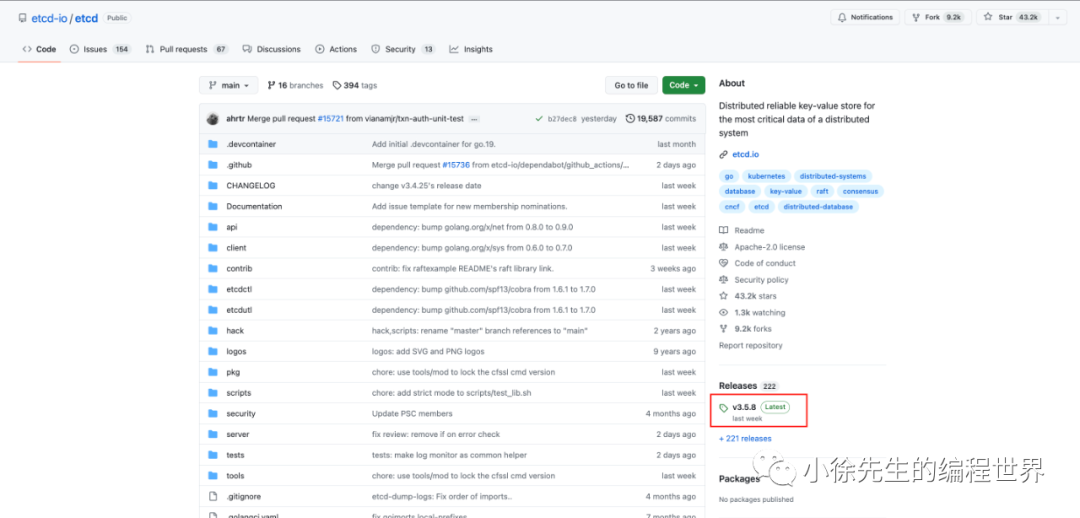 etcd-io / etcd Public
Notifications Fork 9.2k Star 43.2k
Code Issues 154 Pull requests 67 Discussions Actions Security 13 Insights
main 16 branches 394 tags Go to file Code
ahrtr Merge pull request #15721 from vianamjr/txn-auth-unit-test ... b27dec8 yesterday 19,587 commits
.devcontainer Add initial .devcontainer for go.19. last month
.github Merge pull request #15736 from etcd-io/dependabot/github_actions/... 2 days ago
CHANGELOG change v3.4.25's release date last week
Documentation Add issue template for new membership nominations. last week
api dependency: bump golang.org/x/net from 0.8.0 to 0.9.0 last week
client dependency: bump golang.org/x/sys from 0.6.0 to 0.7.0 last week
contrib contrib: fix raftexample README's raft library link. 3 weeks ago
etcdctl dependency: bump github.com/spf13/cobra from 1.6.1 to 1.7.0 last week
etcdutl dependency: bump github.com/spf13/cobra from 1.6.1 to 1.7.0 last week
hack hack,scripts: rename "master" branch references to "main" 2 years ago
logos logos: add SVG and PNG logos 9 years ago
pkg chore: use tools/mod to lock the cfssl cmd version last week
scripts chore: add strict mode to scripts/test_lib.sh last week
security Update PSC members 4 months ago
server fix review: remove if on error check 2 days ago
tests tests: make log monitor as common helper 2 days ago
tools chore: use tools/mod to lock the cfssl cmd version last week
.gitignore etcd-dump-logs: Fix order of imports.. 4 months ago
.golangci.yaml fix goimports local-prefixes 7 months ago
About
Distributed reliable key-value store for
the most critical data of a distributed
system
etcd.io
go kubernetes distributed-systems
database key-value raft consensus
cncf etcd distributed-database
Readme
Apache-2.0 license
Code of conduct
Security policy
43.2k stars
1.3k watching
9.2k forks
Report repository
Releases 222
v3.5.8 Latest
last week
+ 221 releases
Packages
No packages published
小徐先生的编程世界